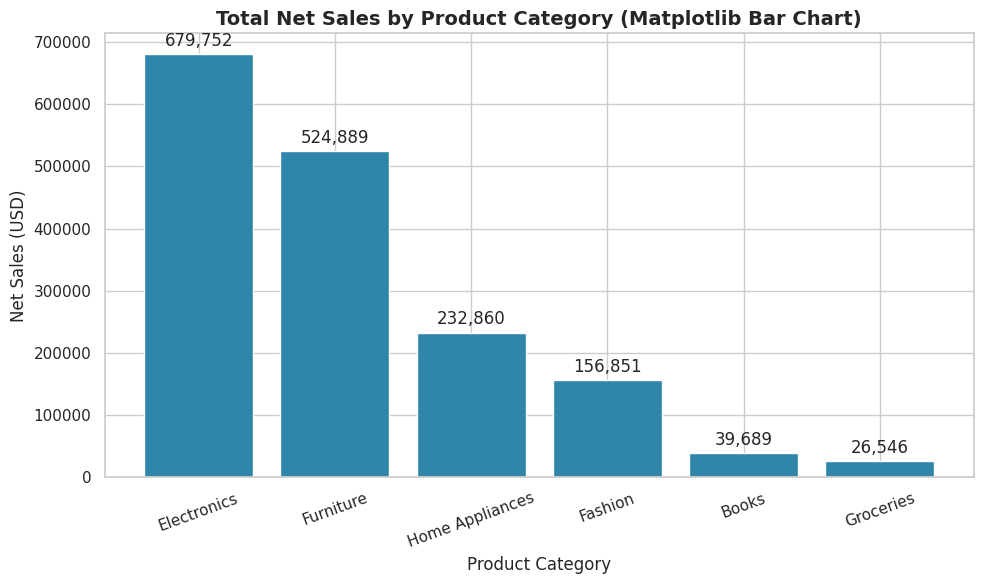 Total Net Sales by Product Category (Matplotlib Bar Chart)
Net Sales (USD)
700000
600000
500000
400000
300000
200000
100000
0
679,752
524,889
232,860
156,851
39,689
26,546
Electronics
Furniture
Home Appliances
Fashion
Books
Groceries
Product Category